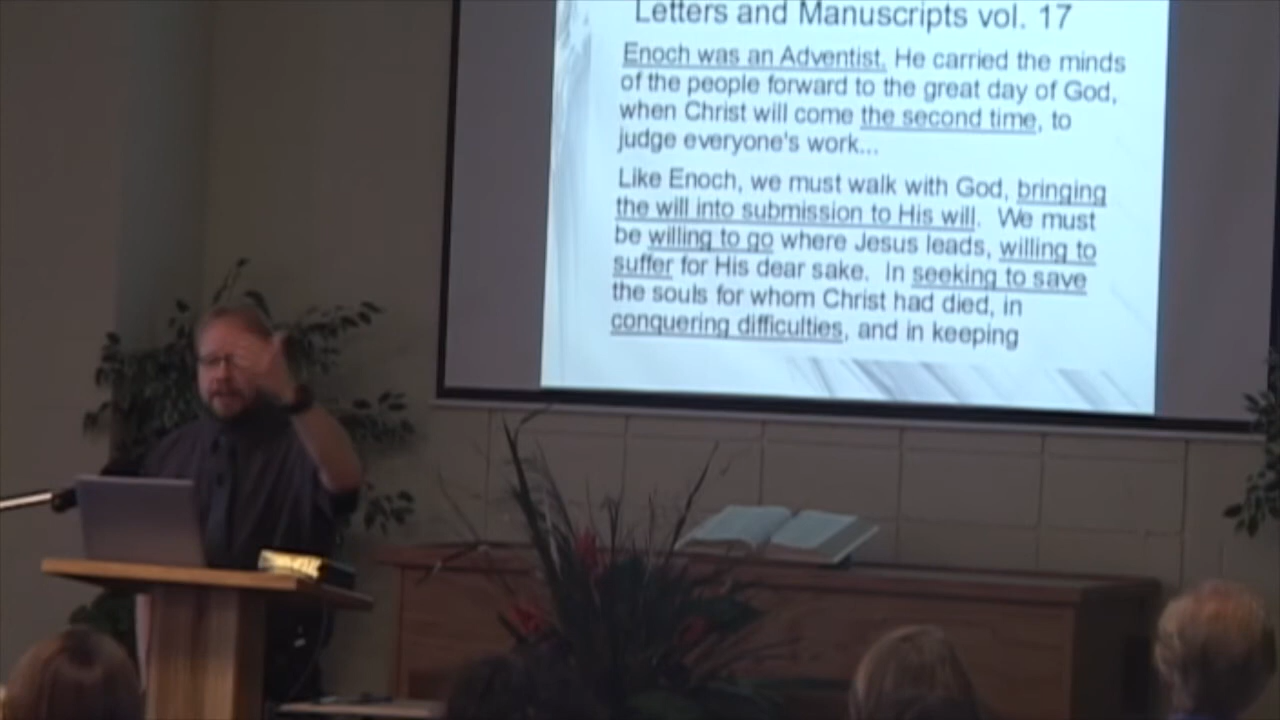 Letters and Manuscripts vol. 17
Enoch was an Adventist. He carried the minds
of the people forward to the great day of God,
when Christ will come the second time, to
judge everyone's work...
Like Enoch, we must walk with God, bringing
the will into submission to His will. We must
be willing to go where Jesus leads, willing to
suffer for His dear sake. In seeking to save
the souls for whom Christ had died, in
conquering difficulties, and in keeping